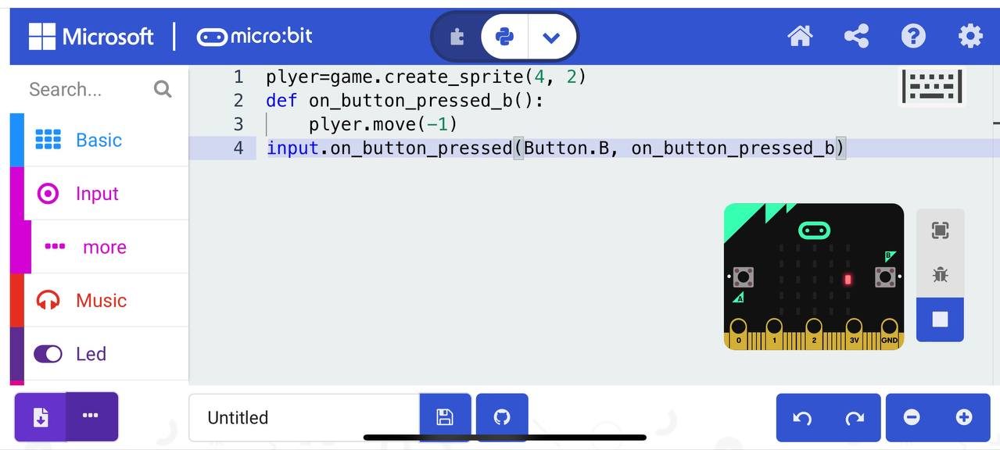 Microsoft | micro:bit
Search...
Basic
Input
more
Music
Led
1 plyer=game.create_sprite(4, 2)
2 def on_button_pressed_b():
3     plyer.move(-1)
4 input.on_button_pressed(Button.B, on_button_pressed_b)
B
A
0 1 2 3V GND
Untitled